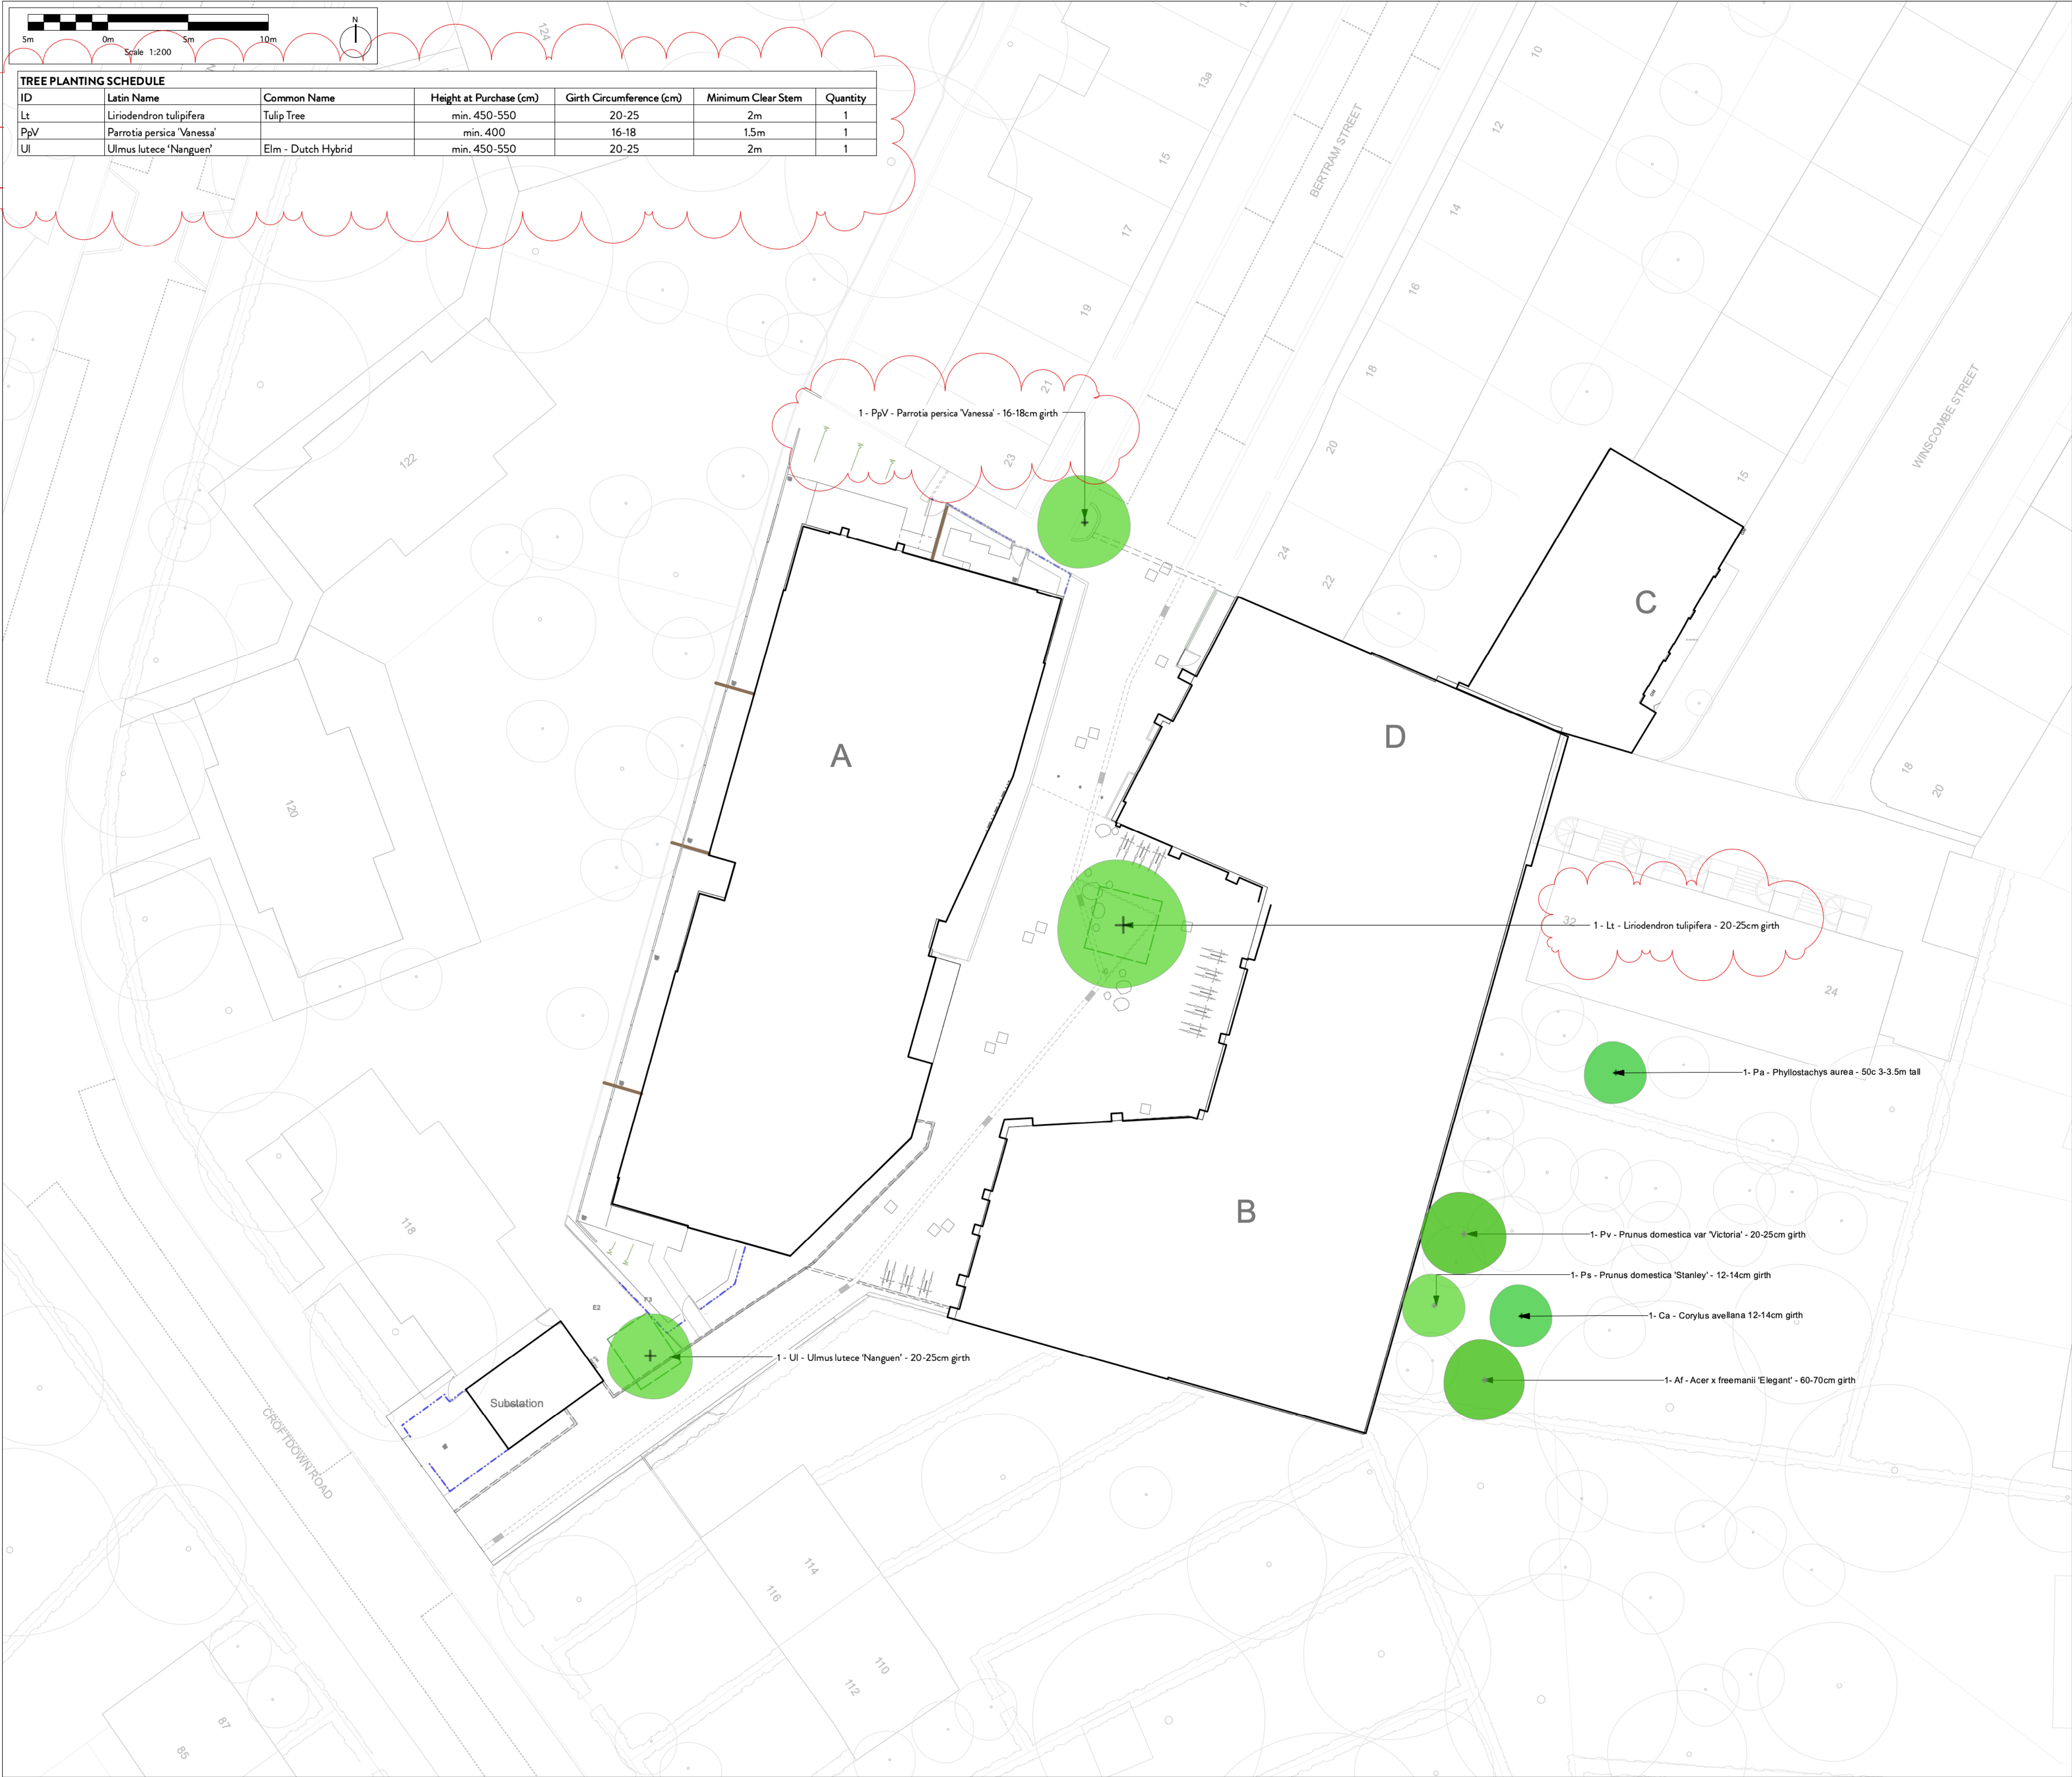 N
5m 0m 5m 10m
Scale 1:200
TREE PLANTING SCHEDULE
ID Latin Name Common Name Height at Purchase (cm) Girth Circumference (cm) Minimum Clear Stem Quantity
Lt Liriodendron tulipifera Tulip Tree min. 450-550 20-25 2m 1
PpV Parrotia persica 'Vanessa' min. 400 16-18 1.5m 1
Ul Ulmus lutece ‘Nanguen’ Elm - Dutch Hybrid min. 450-550 20-25 2m 1
124
13a
10
12
15
BERTRAM STREET
14
17
16
19
18
21
WINSCOMBE STREET
1 - PpV - Parrotia persica 'Vanessa' - 16-18cm girth
20
23
122
15
24
22
C
D
A
18
20
120
32
1 - Lt - Liriodendron tulipifera - 20-25cm girth
24
1- Pa - Phyllostachys aurea - 50c 3-3.5m tall
B
118
1- Pv - Prunus domestica var 'Victoria' - 20-25cm girth
1- Ps - Prunus domestica 'Stanley' - 12-14cm girth
E2
F3
1- Ca - Corylus avellana 12-14cm girth
1 - Ul - Ulmus lutece ‘Nanguen’ - 20-25cm girth
1- Af - Acer x freemanii 'Elegant' - 60-70cm girth
Substation
CROFTDOWN ROAD
114
116
110
112
87
85